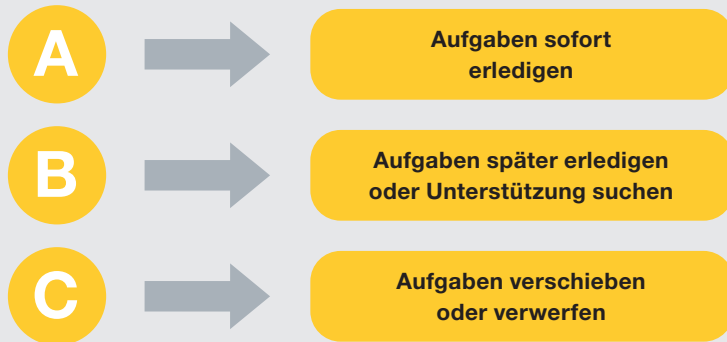 A
Aufgaben sofort
erledigen
B
Aufgaben später erledigen
oder Unterstützung suchen
C
Aufgaben verschieben
oder verwerfen